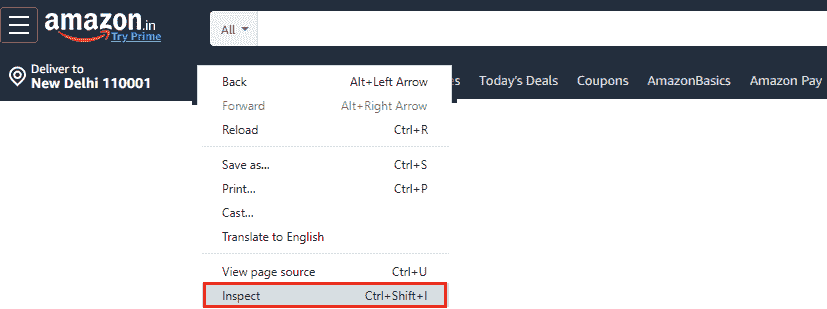 amazon.in
Try Prime
All
Deliver to
New Delhi 110001
Today's Deals Coupons AmazonBasics Amazon Pay
Back Alt+Left Arrow
Forward Alt+Right Arrow
Reload Ctrl+R
Save as... Ctrl+S
Print... Ctrl+P
Cast...
Translate to English
View page source Ctrl+U
Inspect Ctrl+Shift+I